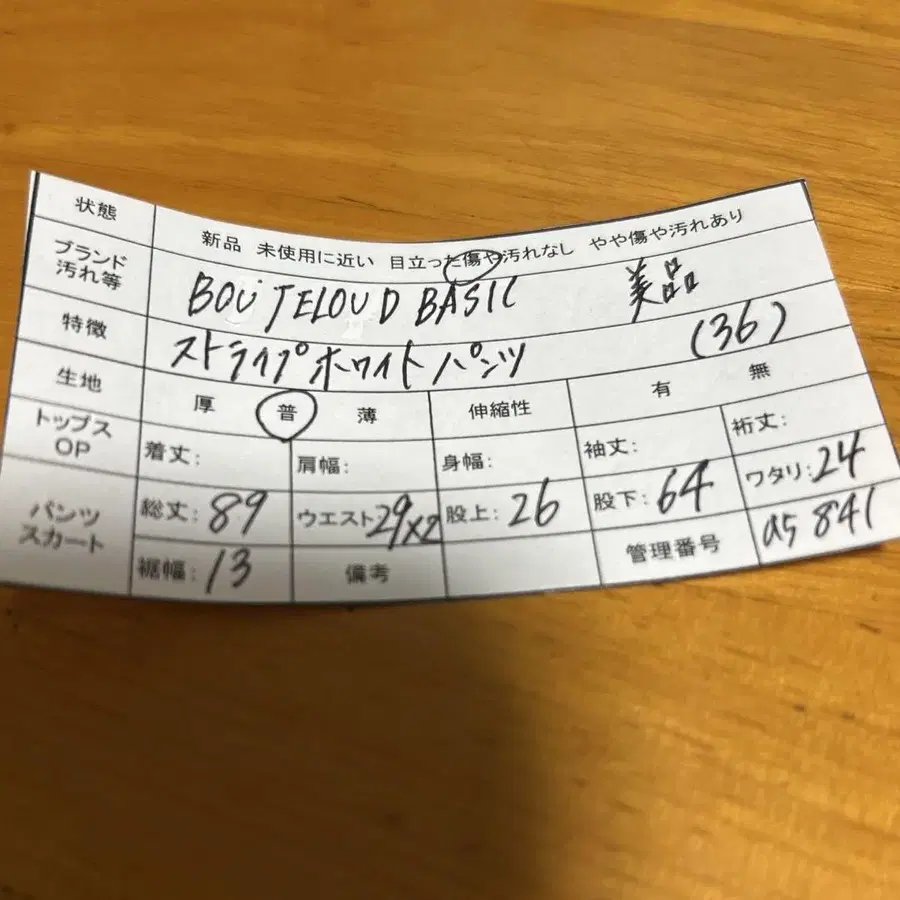 状態 新品 未使用に近い 目立った傷や汚れなし やや傷や汚れあり
ブランド 汚れ等 BOU JELOUD BASIC 美品
特徴 ストライプホワイトパンツ (36)
生地 厚 普 薄 伸縮性 有 無
トップス OP 着丈: 肩幅: 身幅: 袖丈: 裄丈:
パンツ スカート 総丈: 89 ウエスト 29×2 股上: 26 股下: 64 ワタリ: 24
裾幅: 13 備考 管理番号 a5 841